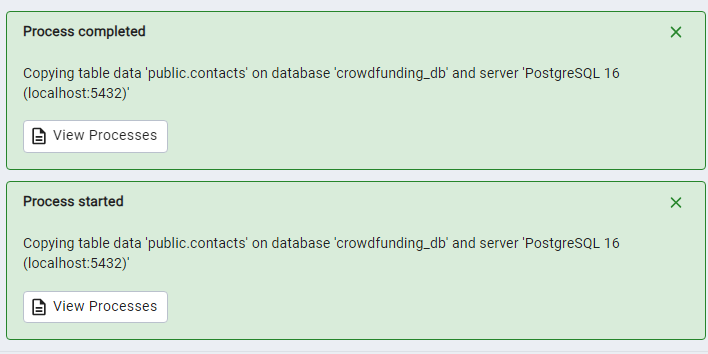 Process completed
Copying table data 'public.contacts' on database 'crowdfunding_db' and server 'PostgreSQL 16
(localhost:5432)'
View Processes
Process started
Copying table data 'public.contacts' on database 'crowdfunding_db' and server 'PostgreSQL 16
(localhost:5432)'
View Processes